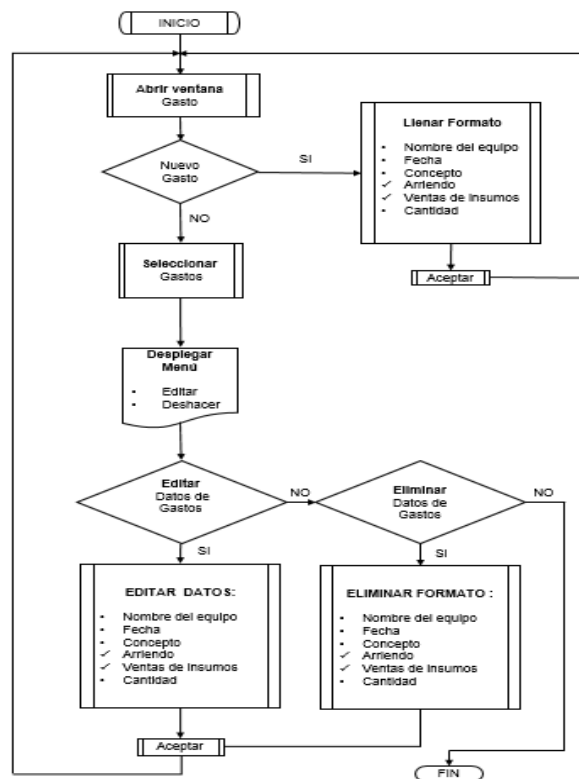 INICIO
Abrir ventana
Gasto
Nuevo
Gasto
SI
NO
Llenar Formato
• Nombre del equipo
• Fecha
• Concepto
✓ Arriendo
✓ Ventas de Insumos
• Cantidad
Aceptar
Seleccionar
Gastos
Desplegar
Menú
• Editar
• Deshacer
Editar
Datos de
Gastos
NO
SI
Eliminar
Datos de
Gastos
NO
SI
EDITAR DATOS:
• Nombre del equipo
• Fecha
• Concepto
✓ Arriendo
✓ Ventas de Insumos
• Cantidad
ELIMINAR FORMATO :
• Nombre del equipo
• Fecha
• Concepto
✓ Arriendo
✓ Ventas de Insumos
• Cantidad
Aceptar
FIN